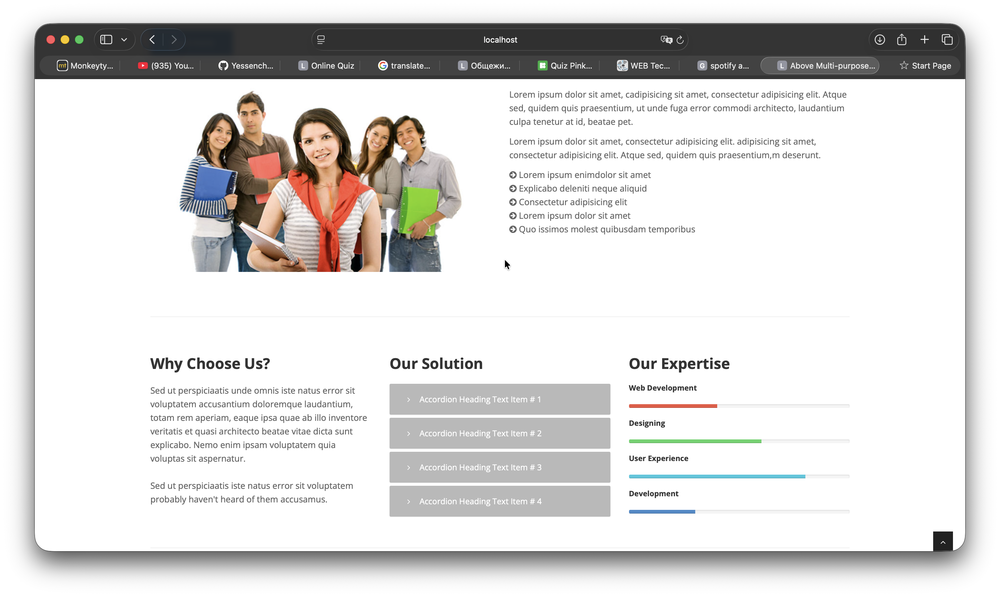 localhost
mt Monkeyty...
(935) You...
Yessench...
L Online Quiz
G translate...
L Общежи...
Quiz Pink...
WEB Tec...
G spotify a...
L Above Multi-purpose...
Start Page
Lorem ipsum dolor sit amet, cadipisicing sit amet, consectetur adipisicing elit. Atque
sed, quidem quis praesentium, ut unde fuga error commodi architecto, laudantium
culpa tenetur at id, beatae pet.
Lorem ipsum dolor sit amet, consectetur adipisicing elit. adipisicing sit amet,
consectetur adipisicing elit. Atque sed, quidem quis praesentium,m deserunt.
Lorem ipsum enimdolor sit amet
Explicabo deleniti neque aliquid
Consectetur adipisicing elit
Lorem ipsum dolor sit amet
Quo issimos molest quibusdam temporibus
Why Choose Us?
Sed ut perspiciaatis unde omnis iste natus error sit
voluptatem accusantium doloremque laudantium,
totam rem aperiam, eaque ipsa quae ab illo inventore
veritatis et quasi architecto beatae vitae dicta sunt
explicabo. Nemo enim ipsam voluptatem quia
voluptas sit aspernatur.
Sed ut perspiciaatis iste natus error sit voluptatem
probably haven't heard of them accusamus.
Our Solution
Accordion Heading Text Item # 1
Accordion Heading Text Item # 2
Accordion Heading Text Item # 3
Accordion Heading Text Item # 4
Our Expertise
Web Development
Designing
User Experience
Development